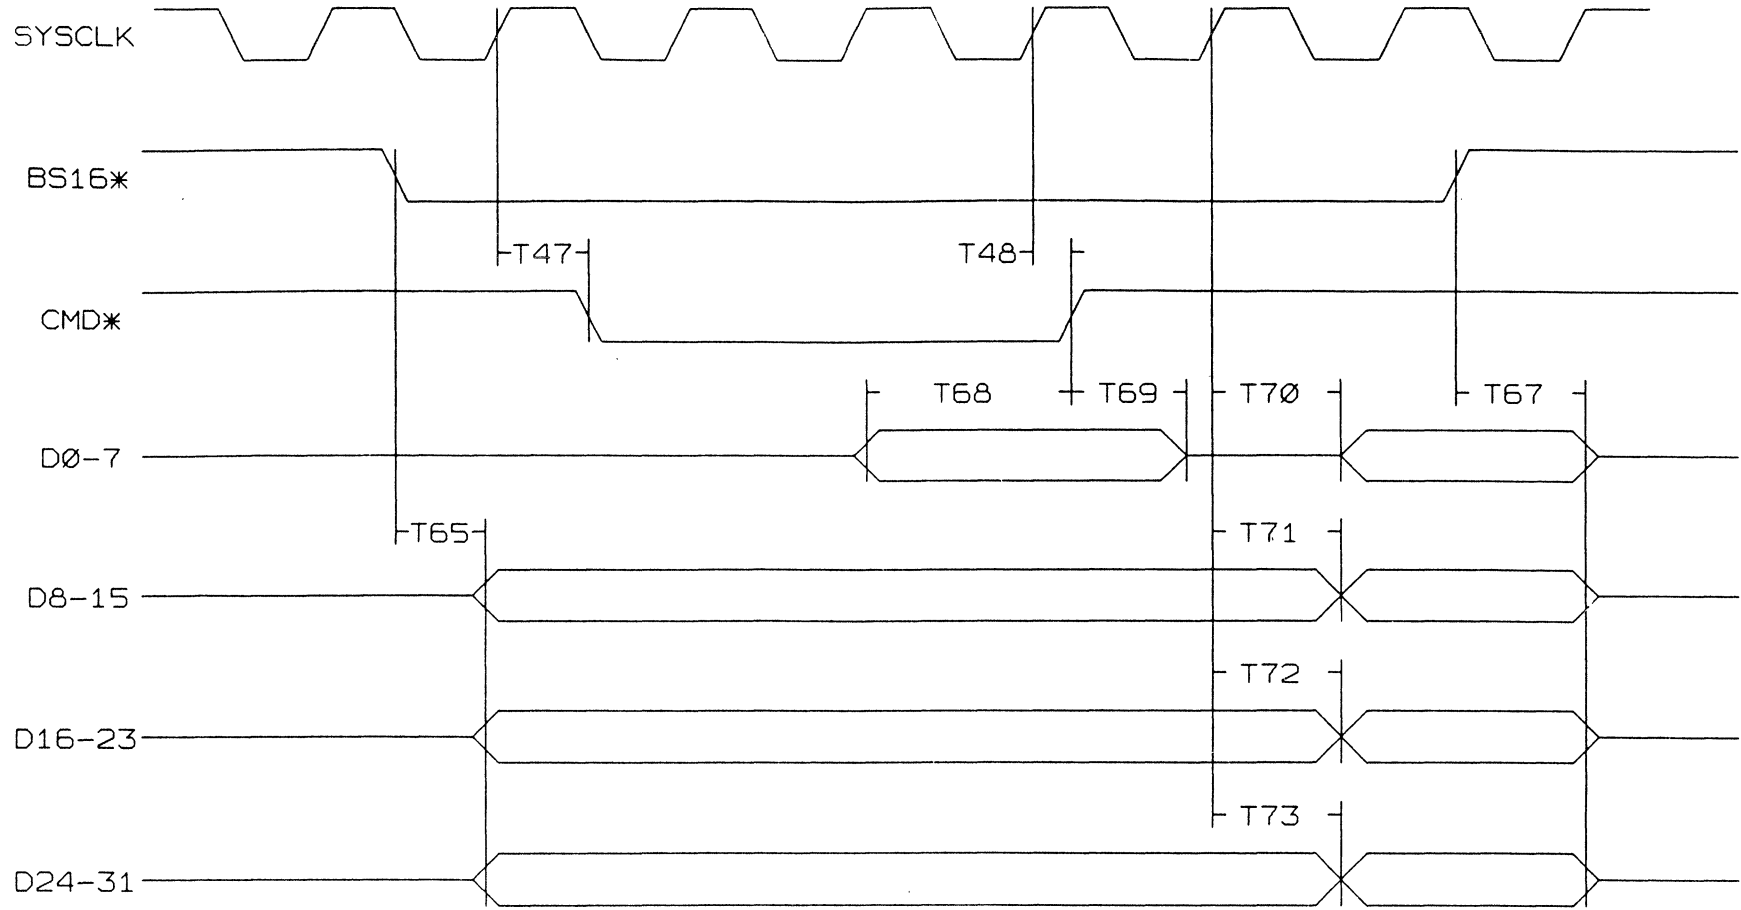 SYSCLK
BS16*
T47 T48
CMD*
T68 T69 T7Ø T67
DØ-7
T65 T71
D8-15
T72
D16-23
T73
D24-31